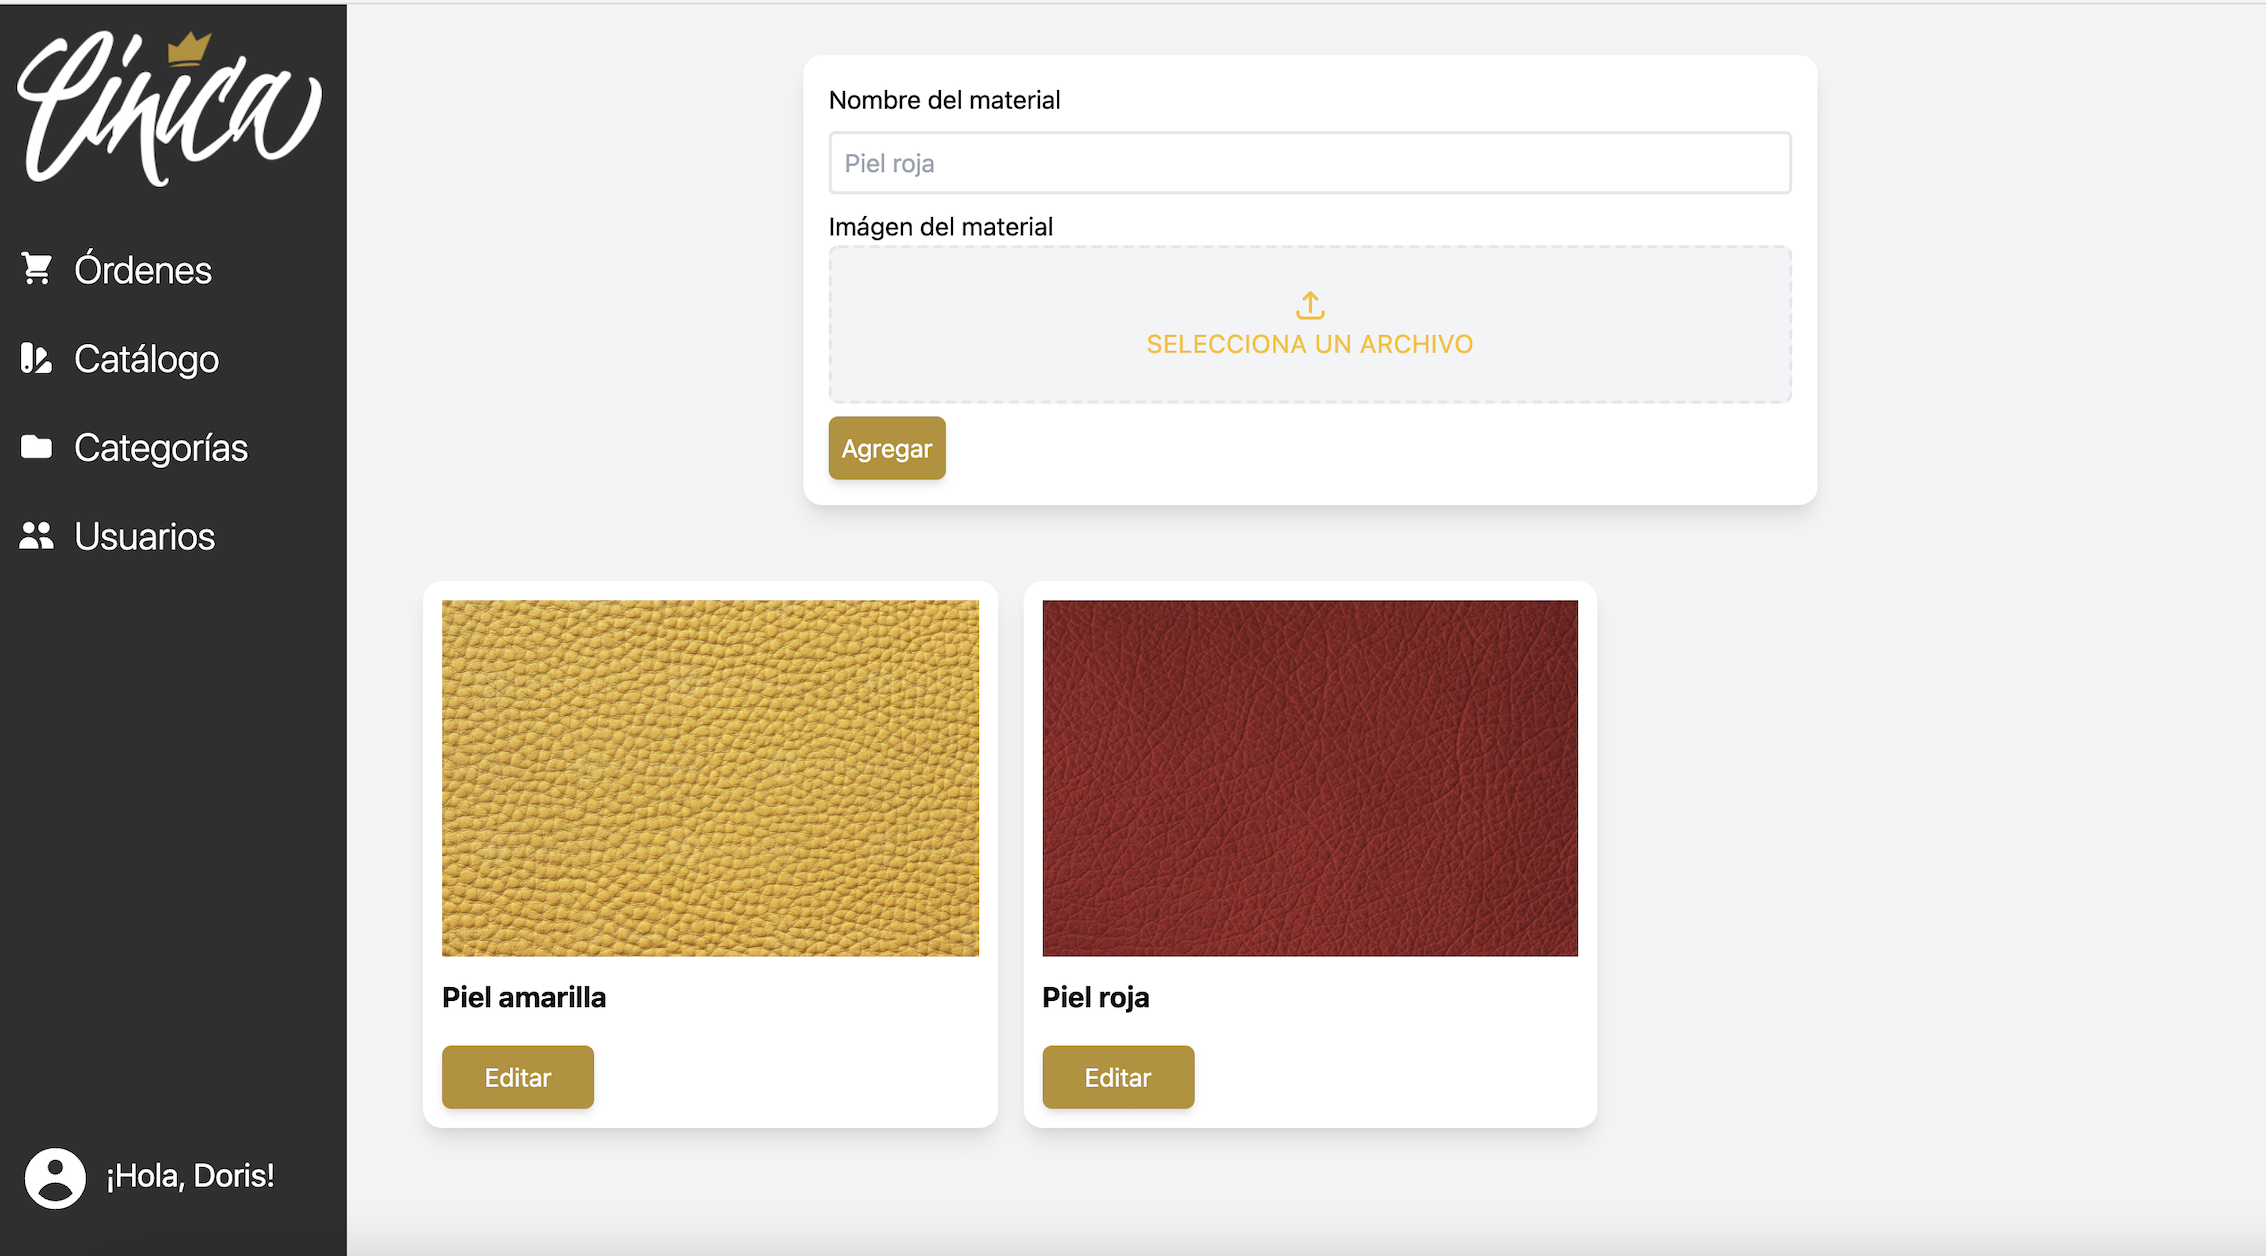 Cínica
Órdenes
Catálogo
Categorías
Usuarios
¡Hola, Doris!
Nombre del material
Piel roja
Imágen del material
SELECCIONA UN ARCHIVO
Agregar
Piel amarilla
Editar
Piel roja
Editar